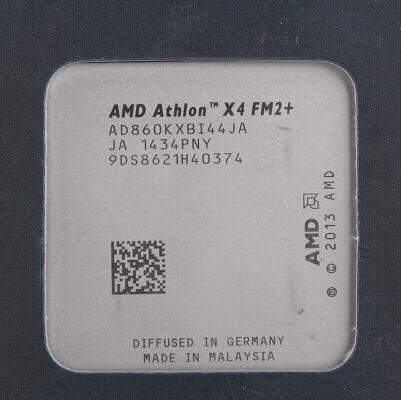 AMD Athlon™ X4 FM2+
AD860KXBI44JA
JA 1434PNY
9DS8621H40374
AMD
® © 2013 AMD
DIFFUSED IN GERMANY
MADE IN MALAYSIA